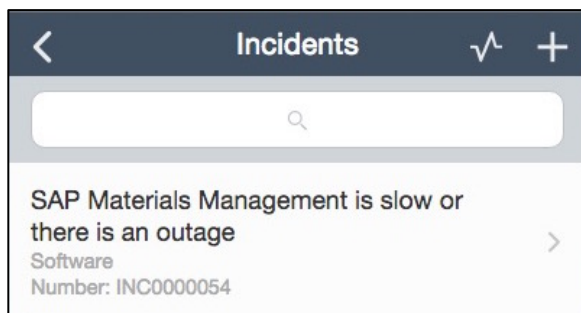 Incidents
SAP Materials Management is slow or
there is an outage
Software
Number: INC0000054